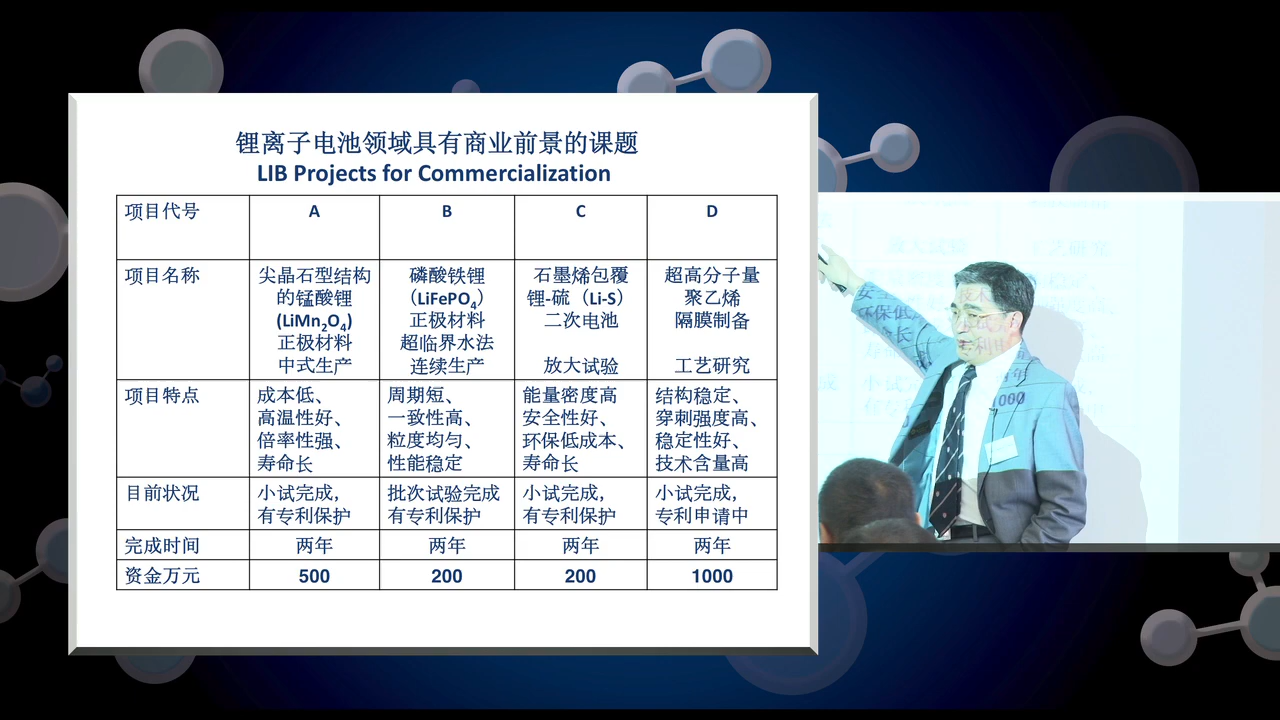 锂离子电池领域具有商业前景的课题
LIB Projects for Commercialization
项目代号 A B C D
项目名称
尖晶石型结构
的锰酸锂
(LiMn2O4)
正极材料
中式生产
磷酸铁锂
（LiFePO4）
正极材料
超临界水法
连续生产
石墨烯包覆
锂-硫（Li-S）
二次电池
放大试验
超高分子量
聚乙烯
隔膜制备
工艺研究
项目特点
成本低、
高温性好、
倍率性强、
寿命长
周期短、
一致性高、
粒度均匀、
性能稳定
能量密度高
安全性好、
环保低成本、
寿命长
结构稳定、
穿刺强度高、
稳定性好、
技术含量高
目前状况
小试完成，
有专利保护
批次试验完成
有专利保护
小试完成，
有专利保护
小试完成，
专利申请中
完成时间 两年 两年 两年 两年
资金万元 500 200 200 1000